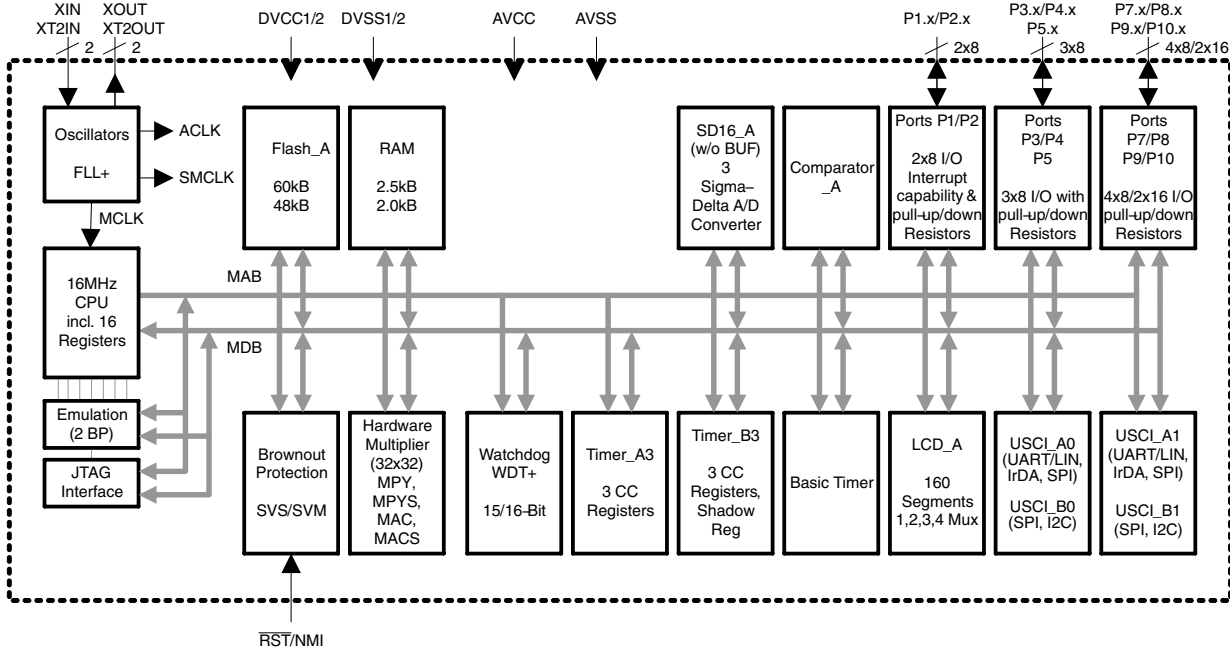 XIN
XT2IN
2
XOUT
XT2OUT
2
DVCC1/2
DVSS1/2
AVCC
AVSS
P1.x/P2.x
2x8
P3.x/P4.x
P5.x
3x8
P7.x/P8.x
P9.x/P10.x
4x8/2x16
Oscillators
FLL+
ACLK
SMCLK
MCLK
Flash_A
60kB
48kB
RAM
2.5kB
2.0kB
SD16_A
(w/o BUF)
3
Sigma–
Delta A/D
Converter
Comparator
_A
Ports P1/P2
2x8 I/O
Interrupt
capability &
pull–up/down
Resistors
Ports
P3/P4
P5
3x8 I/O with
pull–up/down
Resistors
Ports
P7/P8
P9/P10
4x8/2x16 I/O
pull–up/down
Resistors
16MHz
CPU
incl. 16
Registers
MAB
MDB
Emulation
(2 BP)
JTAG
Interface
Brownout
Protection
SVS/SVM
Hardware
Multiplier
(32x32)
MPY,
MPYS,
MAC,
MACS
Watchdog
WDT+
15/16–Bit
Timer_A3
3 CC
Registers
Timer_B3
3 CC
Registers,
Shadow
Reg
Basic Timer
LCD_A
160
Segments
1,2,3,4 Mux
USCI_A0
(UART/LIN,
IrDA, SPI)
USCI_B0
(SPI, I2C)
USCI_A1
(UART/LIN,
IrDA, SPI)
USCI_B1
(SPI, I2C)
RST/NMI